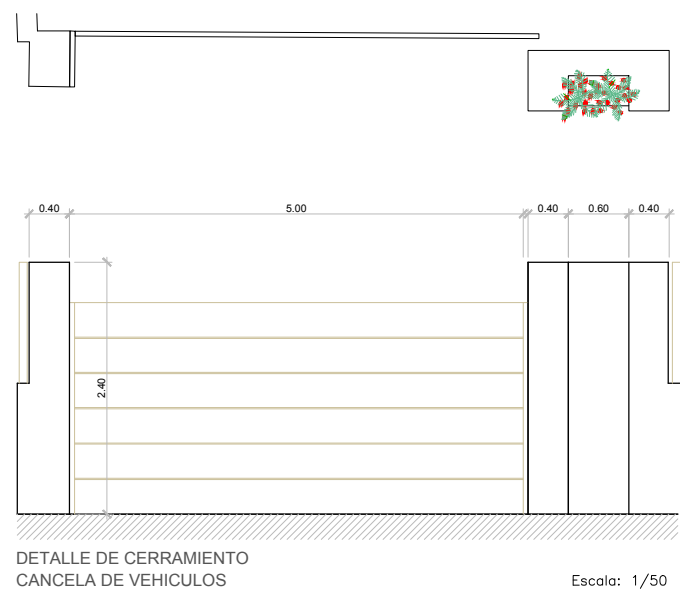 0.40
5.00
0.40
0.60
0.40
2.40
DETALLE DE CERRAMIENTO
CANCELA DE VEHICULOS
Escala: 1/50